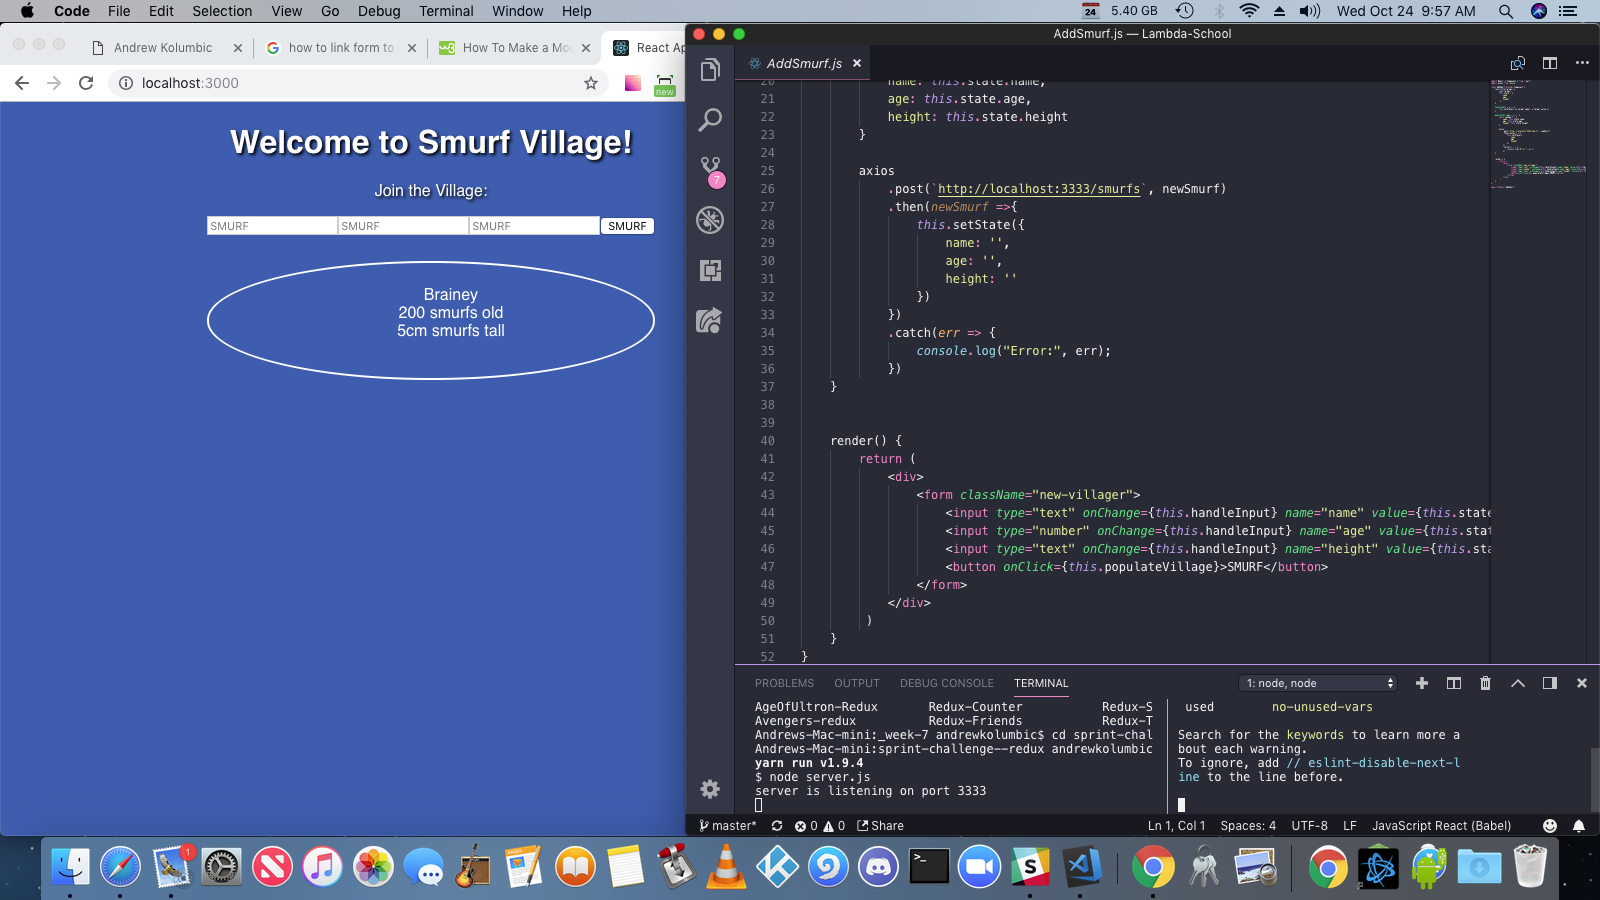 Code File Edit Selection View Go Debug Terminal Window Help 24 5.40 GB Wed Oct 24 9:57 AM
Andrew Kolumbic × how to link form to × w3 How To Make a Mo × React Ap
localhost:3000 new
Welcome to Smurf Village!
Join the Village:
SMURF SMURF SMURF SMURF
Brainey
200 smurfs old
5cm smurfs tall
AddSmurf.js — Lambda-School
AddSmurf.js ×
7
20 name: this.state.name,
21 age: this.state.age,
22 height: this.state.height
23 }
24
25 axios
26 .post(`http://localhost:3333/smurfs`, newSmurf)
27 .then(newSmurf =>{
28 this.setState({
29 name: '',
30 age: '',
31 height: ''
32 })
33 })
34 .catch(err => {
35 console.log("Error:", err);
36 })
37 }
38
39
40 render() {
41 return (
42 <div>
43 <form className="new-villager">
44 <input type="text" onChange={this.handleInput} name="name" value={this.state
45 <input type="number" onChange={this.handleInput} name="age" value={this.stat
46 <input type="text" onChange={this.handleInput} name="height" value={this.sta
47 <button onClick={this.populateVillage}>SMURF</button>
48 </form>
49 </div>
50 )
51 }
52 }
PROBLEMS OUTPUT DEBUG CONSOLE TERMINAL 1: node, node
AgeOfUltron-Redux Redux-Counter Redux-S
Avengers-redux Redux-Friends Redux-T
Andrews-Mac-mini:_week-7 andrewkolumbic$ cd sprint-chal
Andrews-Mac-mini:sprint-challenge--redux andrewkolumbic
yarn run v1.9.4
$ node server.js
server is listening on port 3333
used no-unused-vars
Search for the keywords to learn more a
bout each warning.
To ignore, add // eslint-disable-next-l
ine to the line before.
master* 0 0 Share Ln 1, Col 1 Spaces: 4 UTF-8 LF JavaScript React (Babel)
1